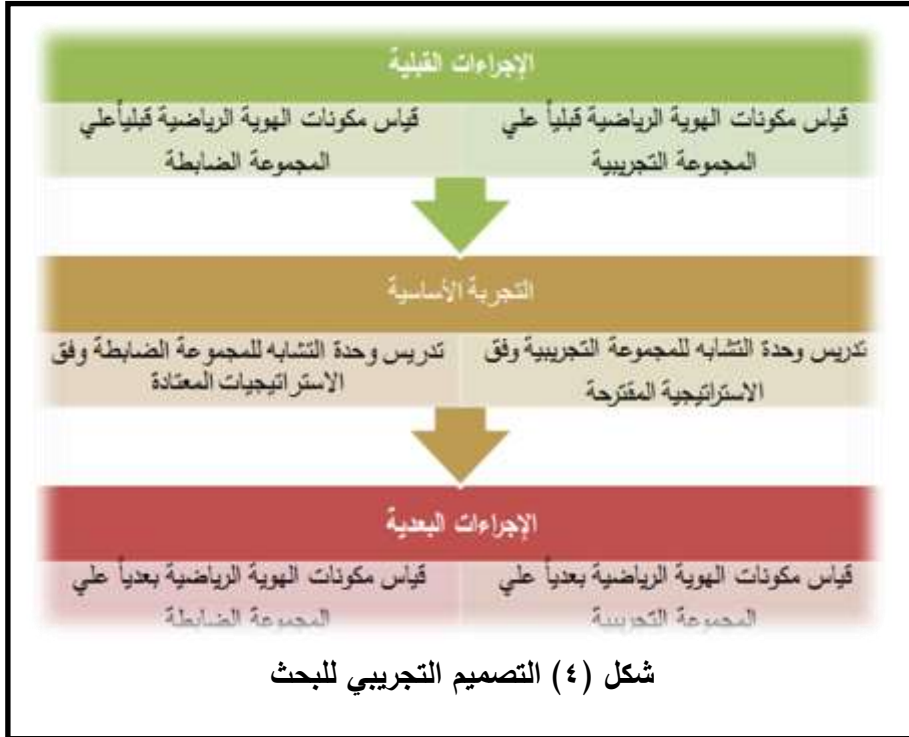 الإجراءات القبلية
قياس مكونات الهوية الرياضية قبلياً علي
المجموعة التجريبية
قياس مكونات الهوية الرياضية قبلياًعلي
المجموعة الضابطة
التجربة الأساسية
تدريس وحدة التشابه للمجموعة التجريبية وفق
الاستراتيجية المقترحة
تدريس وحدة التشابه للمجموعة الضابطة وفق
الاستراتيجيات المعتادة
الإجراءات البعدية
قياس مكونات الهوية الرياضية بعدياً علي
المجموعة التجريبية
قياس مكونات الهوية الرياضية بعدياً علي
المجموعة الضابطة
شكل (٤) التصميم التجريبي للبحث